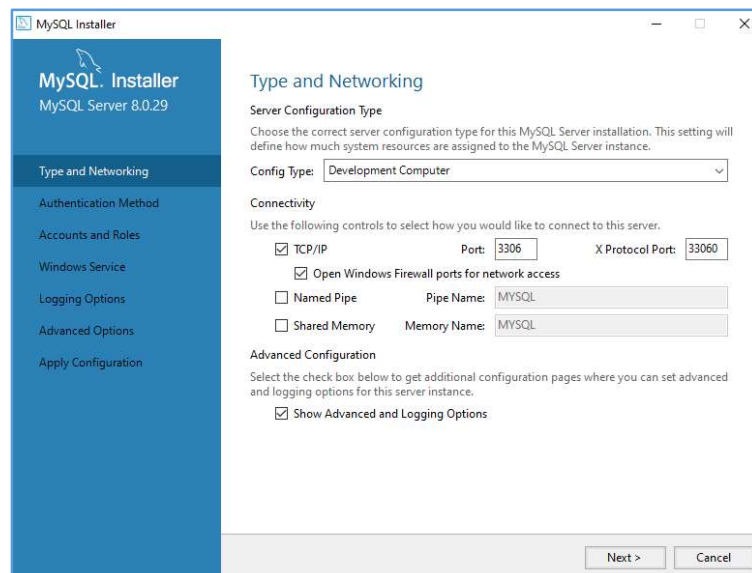 MySQL Installer
MySQL. Installer
MySQL Server 8.0.29
Type and Networking
Authentication Method
Accounts and Roles
Windows Service
Logging Options
Advanced Options
Apply Configuration
Type and Networking
Server Configuration Type
Choose the correct server configuration type for this MySQL Server installation. This setting will
define how much system resources are assigned to the MySQL Server instance.
Config Type: Development Computer
Connectivity
Use the following controls to select how you would like to connect to this server.
TCP/IP Port: 3306 X Protocol Port: 33060
Open Windows Firewall ports for network access
Named Pipe Pipe Name: MYSQL
Shared Memory Memory Name: MYSQL
Advanced Configuration
Select the check box below to get additional configuration pages where you can set advanced
and logging options for this server instance.
Show Advanced and Logging Options
Next > Cancel